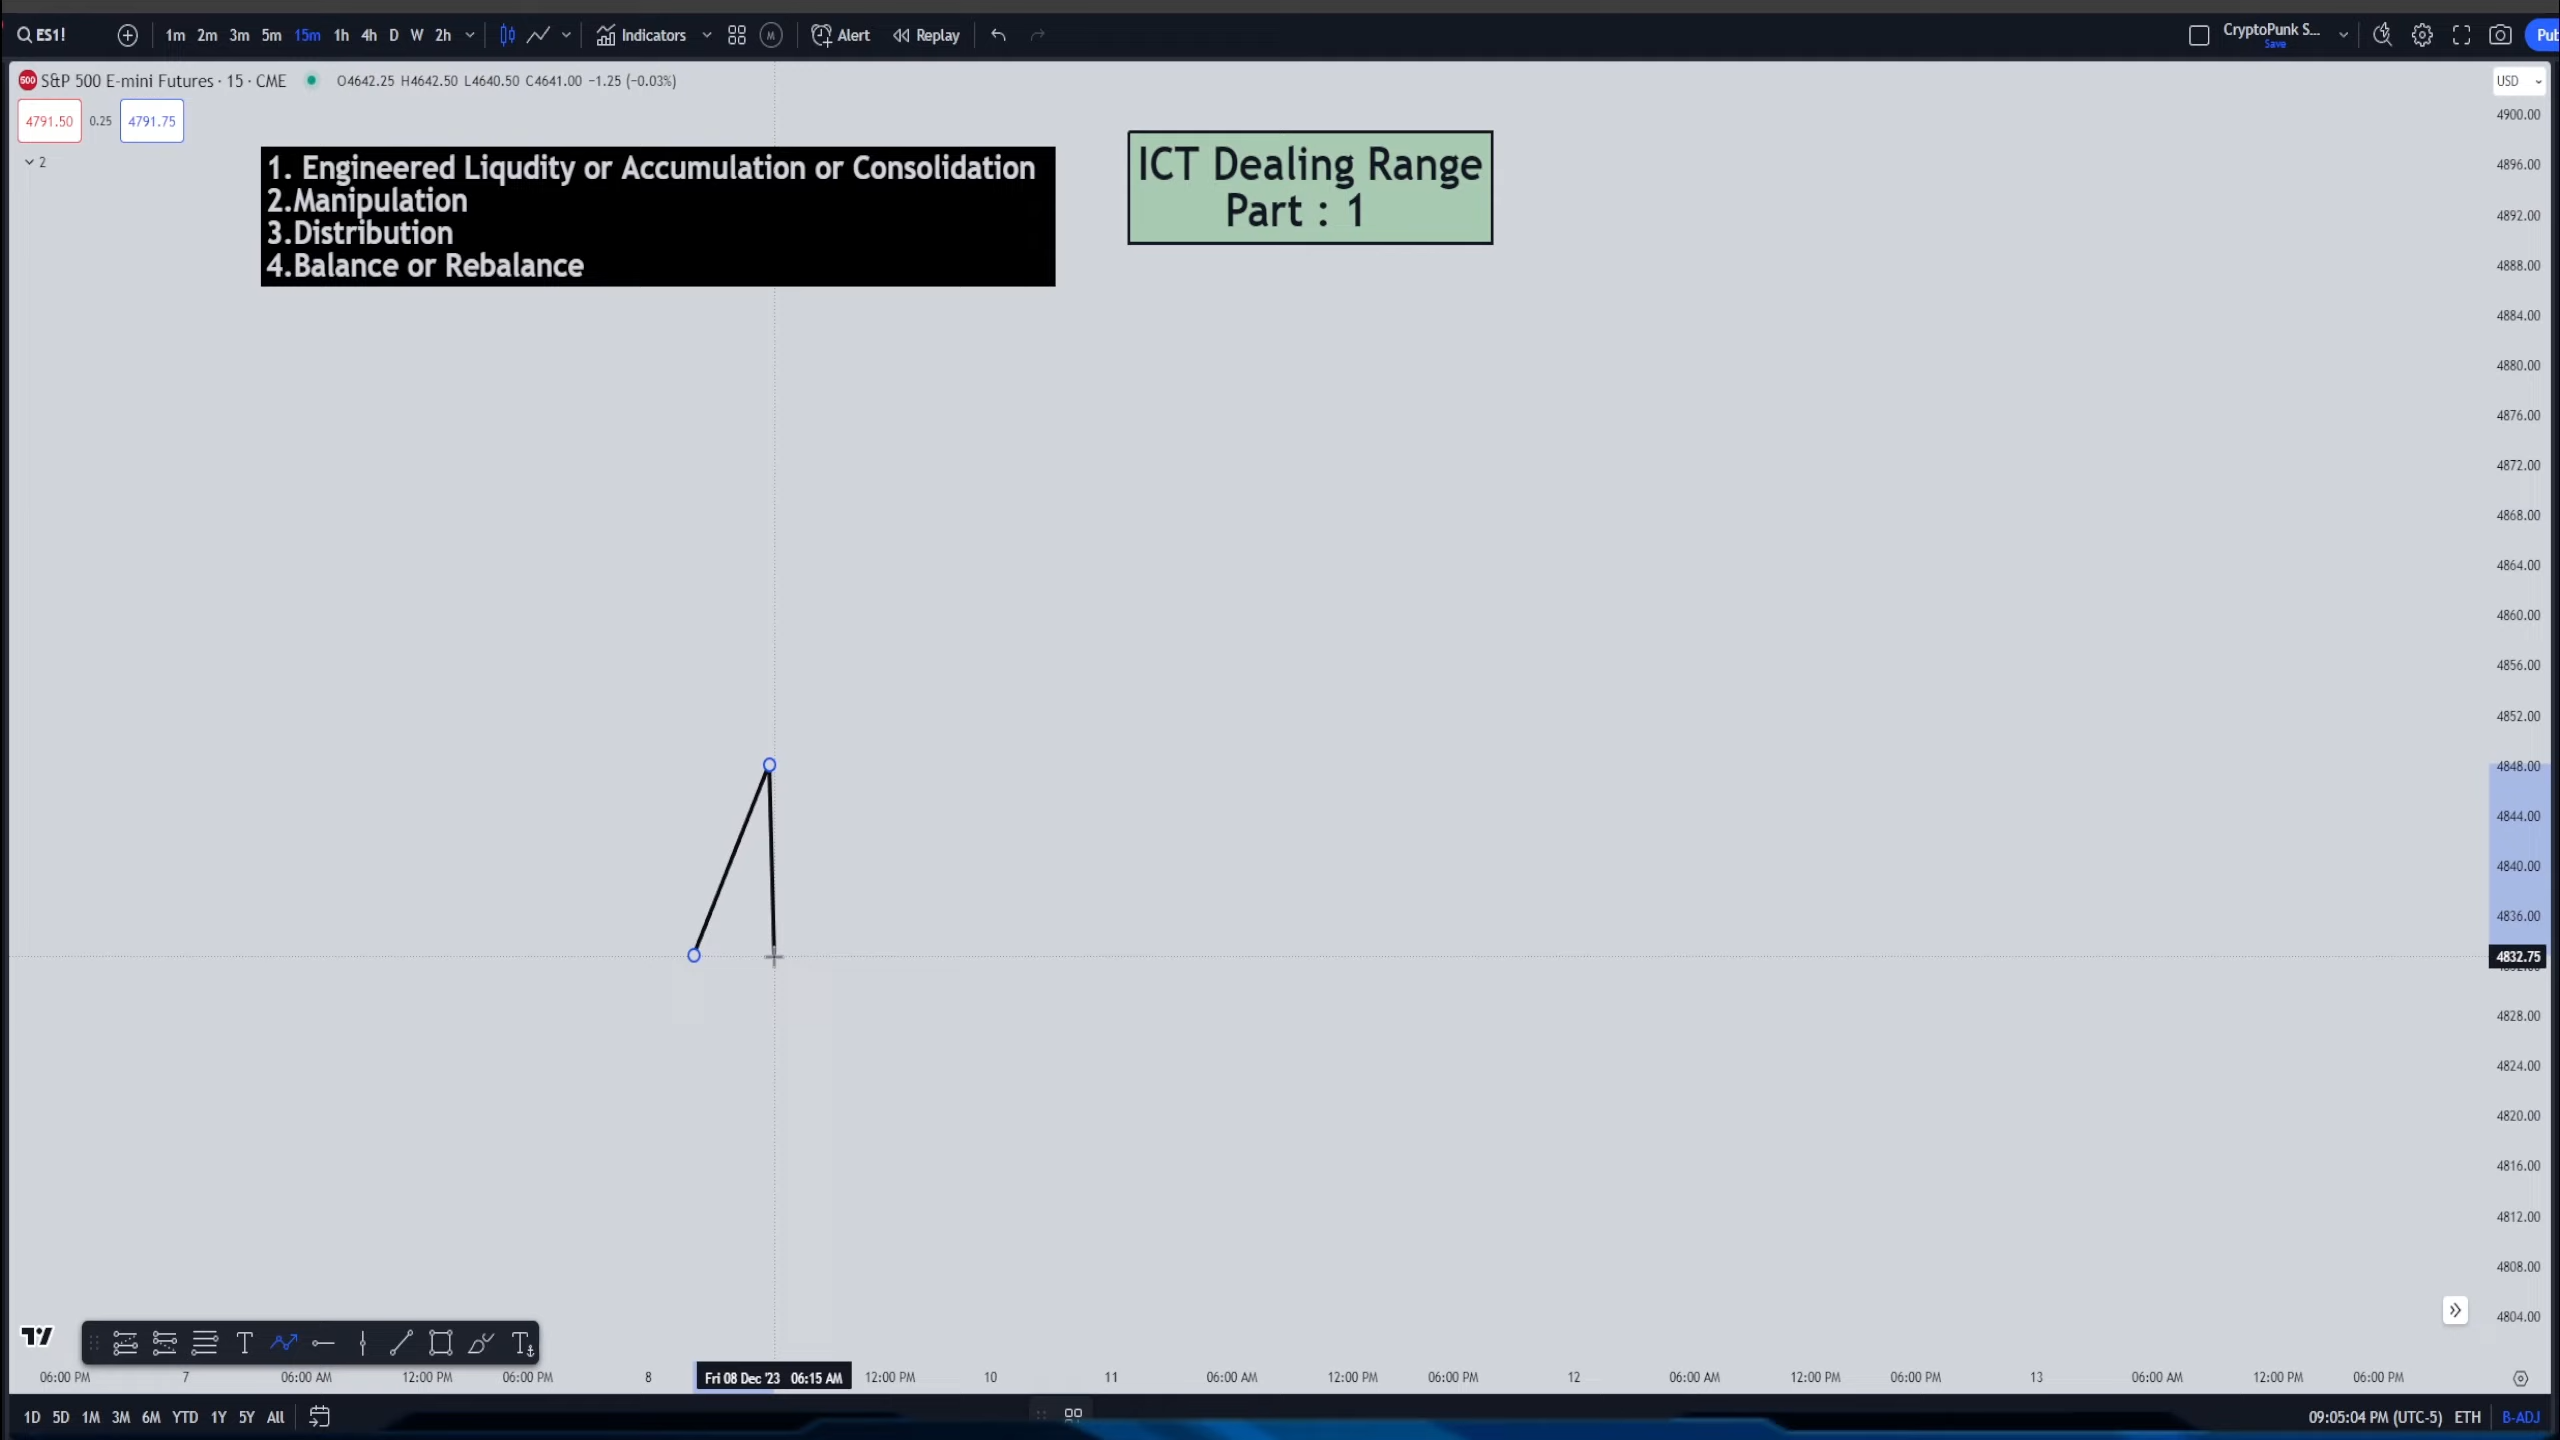 ES1!
1m 2m 3m 5m 15m 1h 4h D W 2h
Indicators
M
Alert
Replay
CryptoPunk S...
Save
Put
500 S&P 500 E-mini Futures · 15 · CME O4642.25 H4642.50 L4640.50 C4641.00 −1.25 (−0.03%)
USD
4791.50 0.25 4791.75
2
1. Engineered Liqudity or Accumulation or Consolidation
2.Manipulation
3.Distribution
4.Balance or Rebalance
ICT Dealing Range
Part : 1
4900.00
4896.00
4892.00
4888.00
4884.00
4880.00
4876.00
4872.00
4868.00
4864.00
4860.00
4856.00
4852.00
4848.00
4844.00
4840.00
4836.00
4832.75
4828.00
4824.00
4820.00
4816.00
4812.00
4808.00
4804.00
06:00 PM 7 06:00 AM 12:00 PM 06:00 PM 8 Fri 08 Dec '23 06:15 AM 12:00 PM 10 11 06:00 AM 12:00 PM 06:00 PM 12 06:00 AM 12:00 PM 06:00 PM 13 06:00 AM 12:00 PM 06:00 PM
1D 5D 1M 3M 6M YTD 1Y 5Y All
09:05:04 PM (UTC-5) ETH B-ADJ